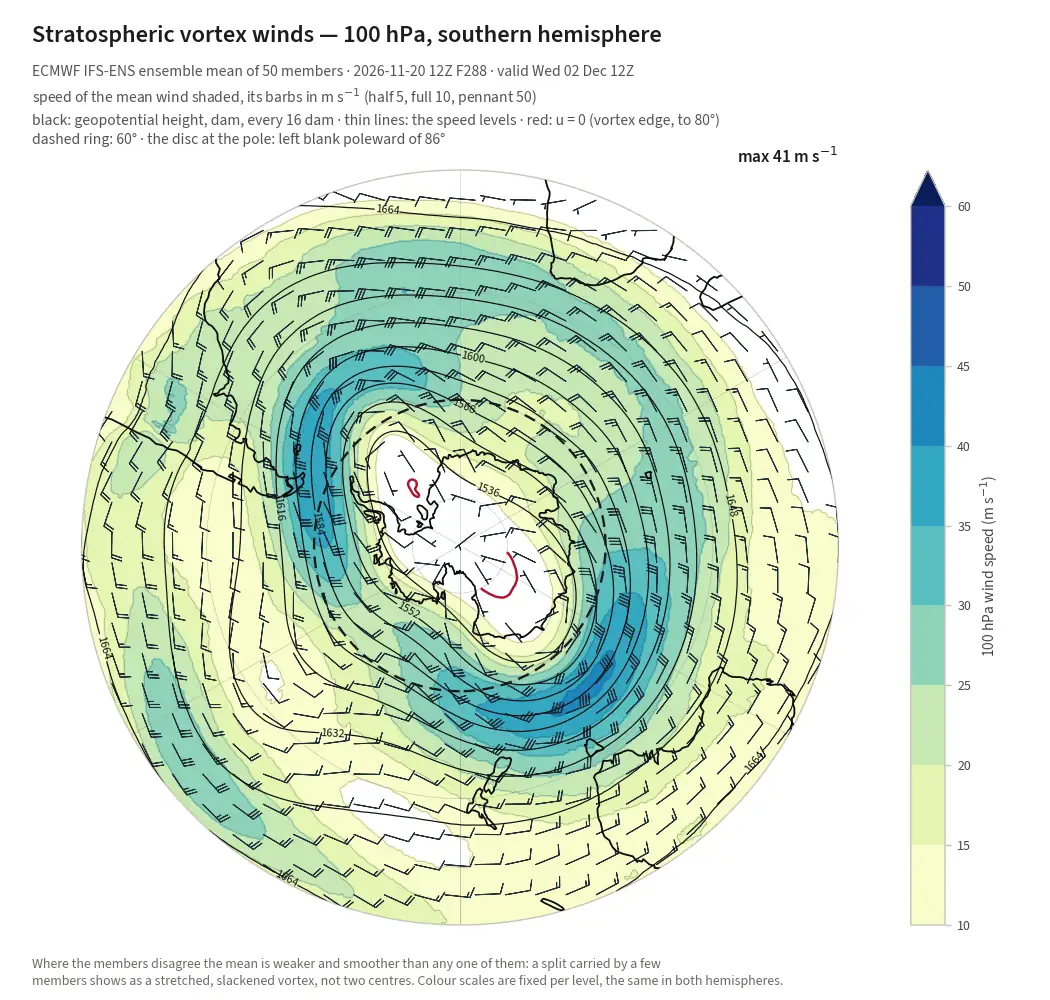 Stratospheric vortex winds — 100 hPa, southern hemisphere
ECMWF IFS-ENS ensemble mean of 50 members · 2026-11-20 12Z F288 · valid Wed 02 Dec 12Z
speed of the mean wind shaded, its barbs in m s⁻¹ (half 5, full 10, pennant 50)
black: geopotential height, dam, every 16 dam · thin lines: the speed levels · red: u = 0 (vortex edge, to 80°)
dashed ring: 60° · the disc at the pole: left blank poleward of 86°
max 41 m s⁻¹
1664
1600
1568
1536
1616
1584
1648
1552
1664
1632
1664
1664
60
50
45
40
35
30
25
20
15
10
100 hPa wind speed (m s⁻¹)
Where the members disagree the mean is weaker and smoother than any one of them: a split carried by a few
members shows as a stretched, slackened vortex, not two centres. Colour scales are fixed per level, the same in both hemispheres.